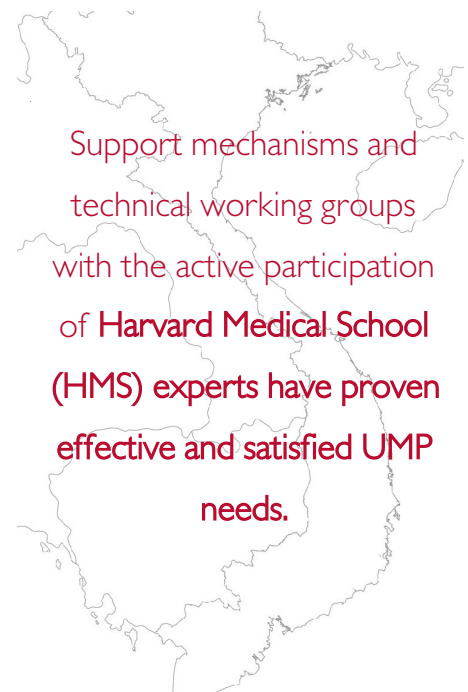 Support mechanisms and
technical working groups
with the active participation
of Harvard Medical School
(HMS) experts have proven
effective and satisfied UMP
needs.